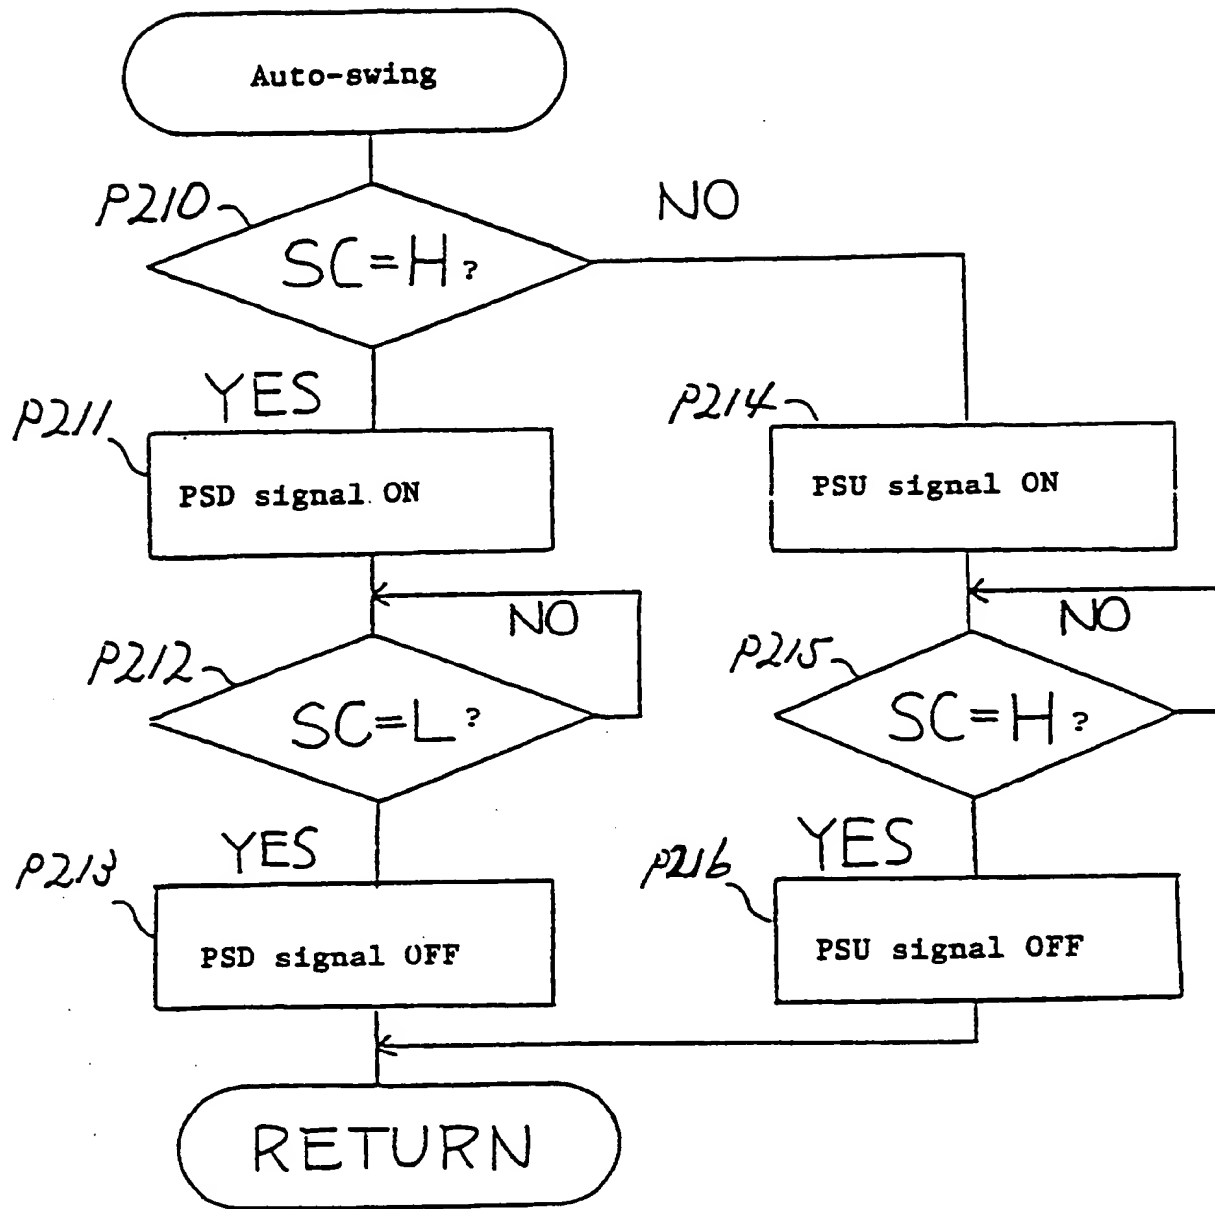 Auto-swing
P210
NO
SC=H?
YES
P211
P214
PSD signal ON
PSU signal ON
NO
NO
P212
P215
SC=L?
SC=H?
YES
YES
P213
P216
PSD signal OFF
PSU signal OFF
RETURN